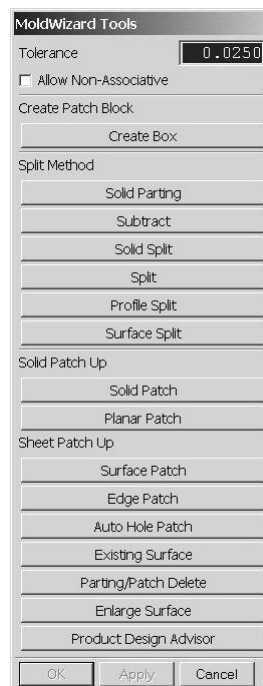 MoldWizard Tools
Tolerance 0.0250
Allow Non-Associative
Create Patch Block
Create Box
Split Method
Solid Parting
Subtract
Solid Split
Split
Profile Split
Surface Split
Solid Patch Up
Solid Patch
Planar Patch
Sheet Patch Up
Surface Patch
Edge Patch
Auto Hole Patch
Existing Surface
Parting/Patch Delete
Enlarge Surface
Product Design Advisor
OK Apply Cancel